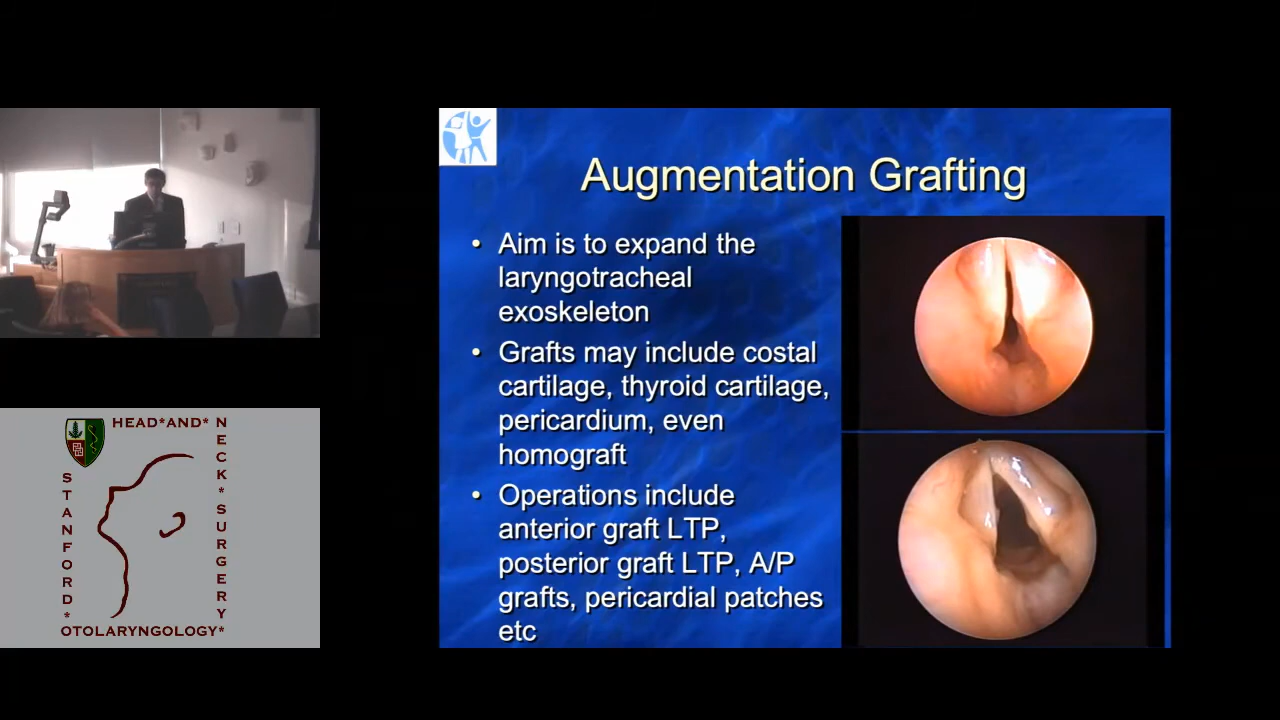 Augmentation Grafting
• Aim is to expand the
laryngotracheal
exoskeleton
• Grafts may include costal
cartilage, thyroid cartilage,
pericardium, even
homograft
• Operations include
anterior graft LTP,
posterior graft LTP, A/P
grafts, pericardial patches
etc
HEAD*AND*
NECK*SURGERY*
STANFORD*
OTOLARYNGOLOGY*